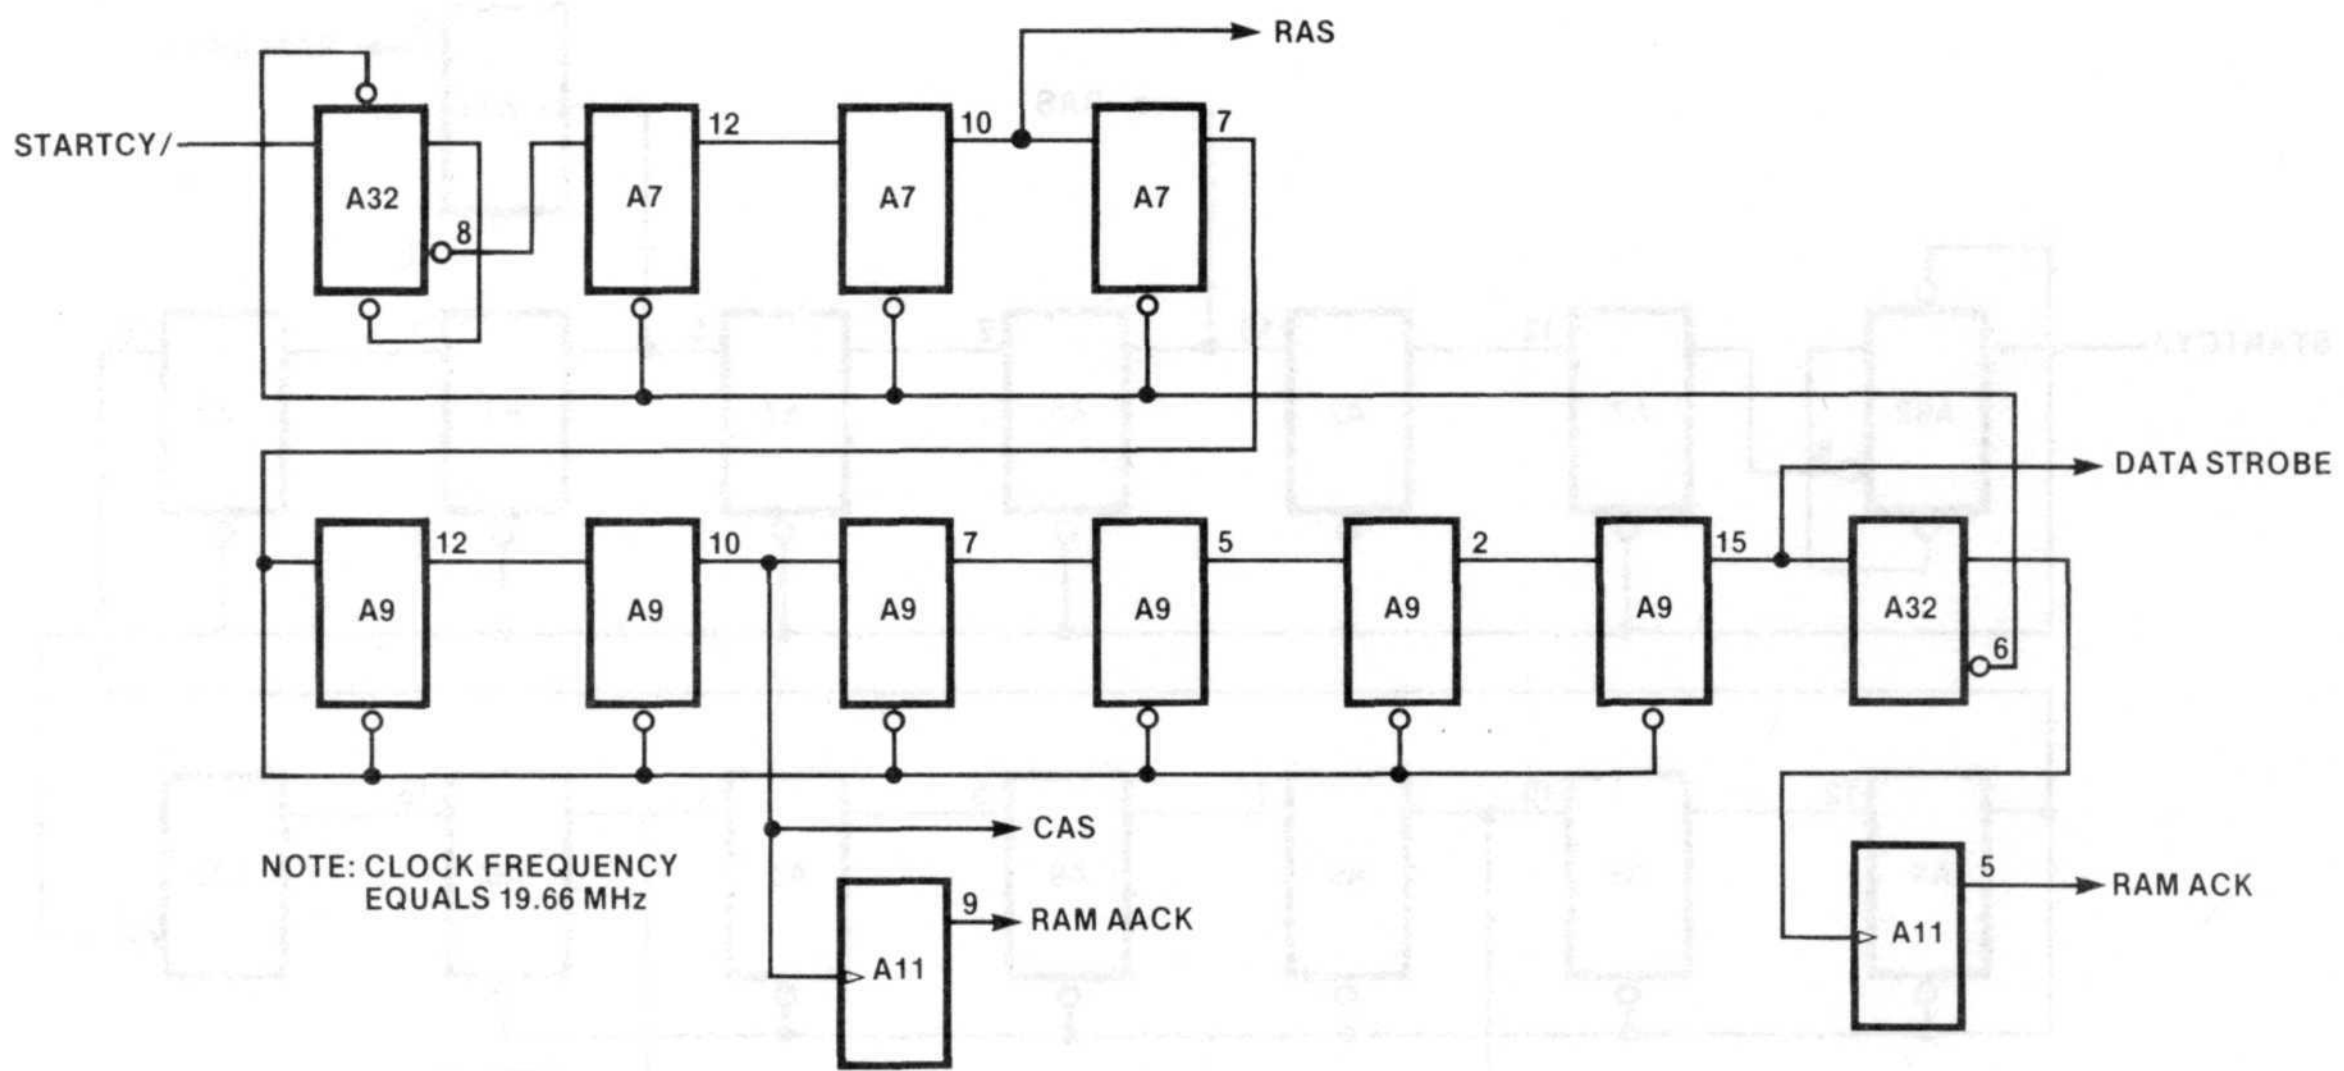 RAS
STARTCY/
A32
8
A7
12
A7
10
A7
7
DATA STROBE
A9
12
A9
10
A9
7
A9
5
A9
2
A9
15
A32
6
CAS
NOTE: CLOCK FREQUENCY
EQUALS 19.66 MHz
A11
9
RAM AACK
A11
5
RAM ACK